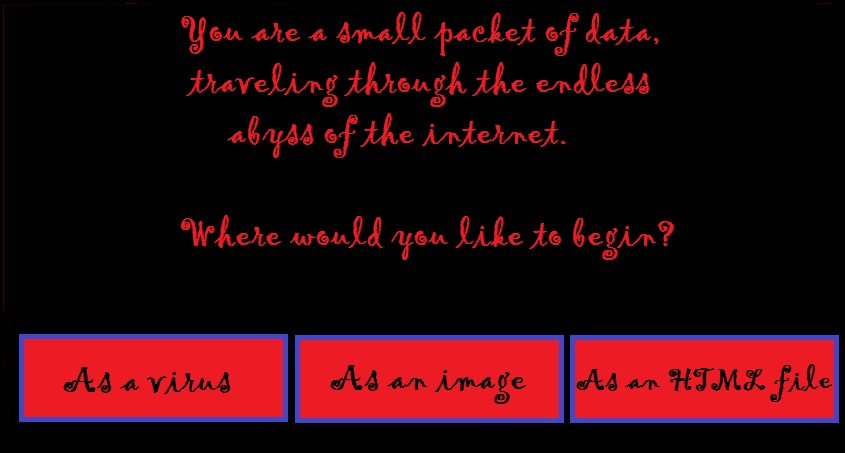 You are a small packet of data,
traveling through the endless
abyss of the internet.
Where would you like to begin?
As a virus
As an image
As an HTML file